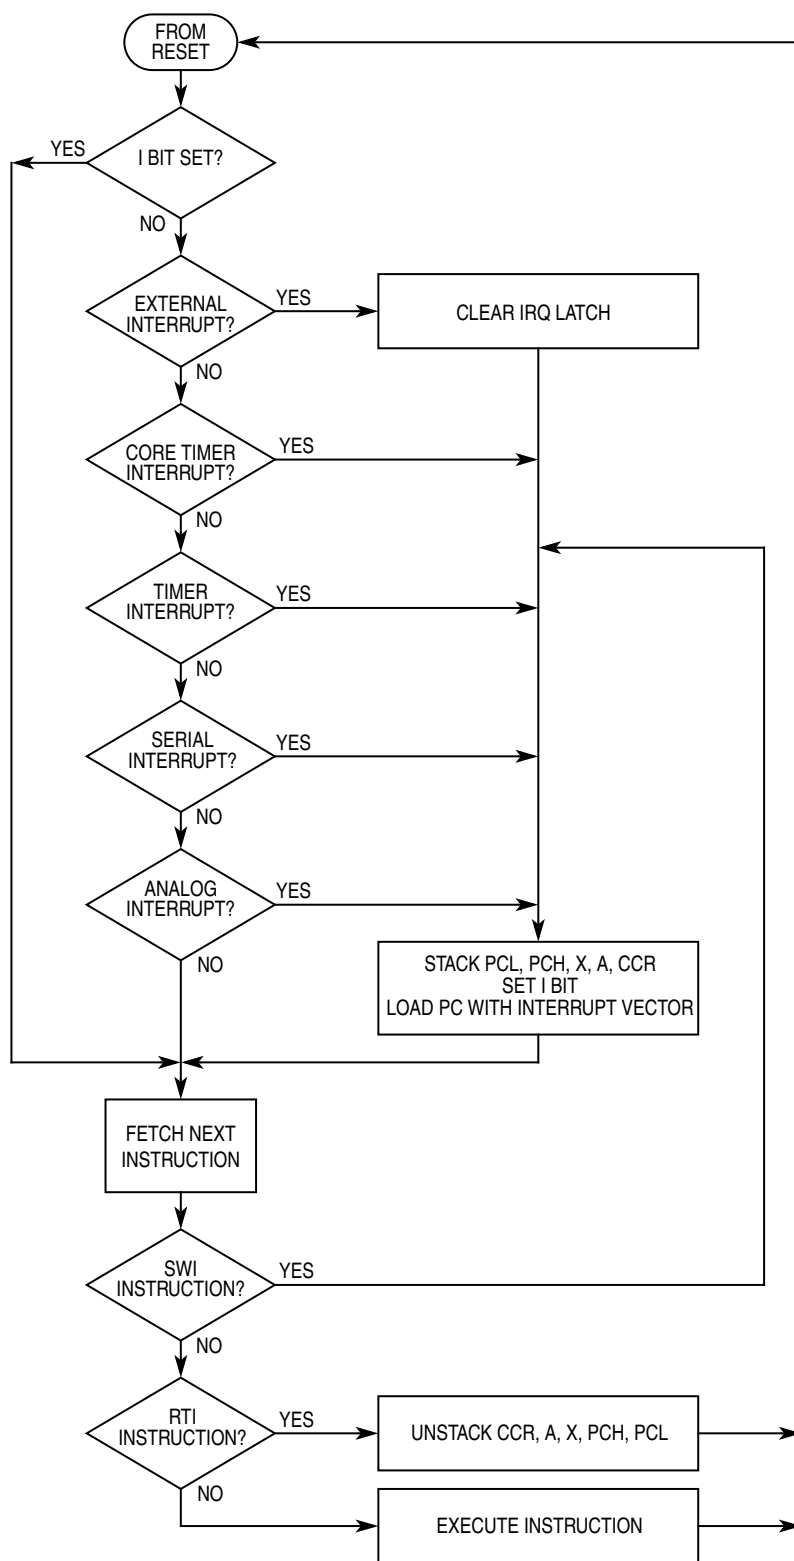 FROM
RESET
YES
I BIT SET?
NO
EXTERNAL
INTERRUPT?
YES
CLEAR IRQ LATCH
NO
CORE TIMER
INTERRUPT?
YES
NO
TIMER
INTERRUPT?
YES
NO
SERIAL
INTERRUPT?
YES
NO
ANALOG
INTERRUPT?
YES
NO
STACK PCL, PCH, X, A, CCR
SET I BIT
LOAD PC WITH INTERRUPT VECTOR
FETCH NEXT
INSTRUCTION
SWI
INSTRUCTION?
YES
NO
RTI
INSTRUCTION?
YES
UNSTACK CCR, A, X, PCH, PCL
NO
EXECUTE INSTRUCTION